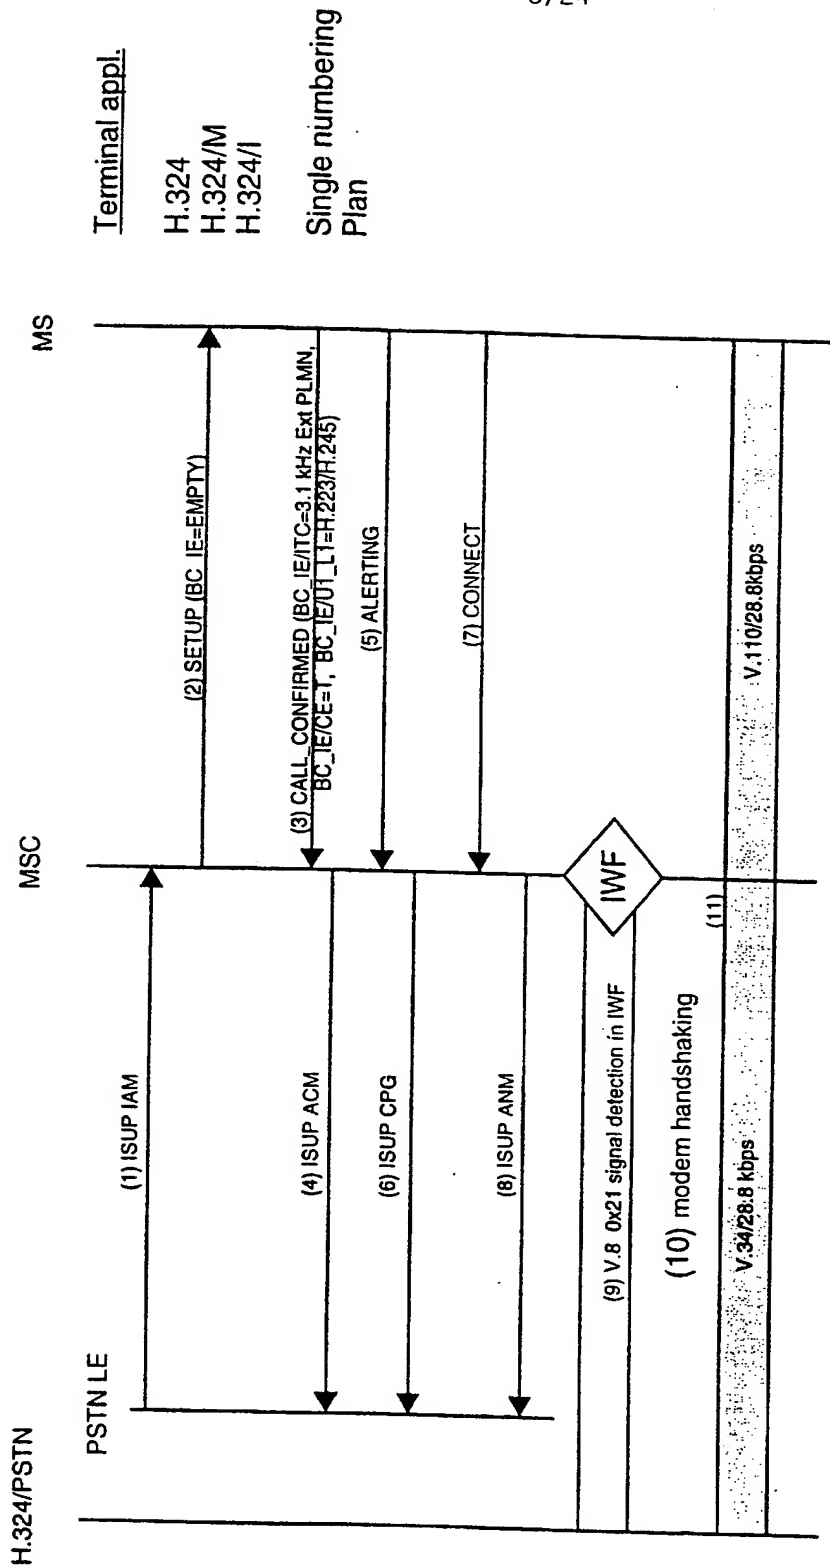 H.324/PSTN
PSTN LE
MSC
MS
Terminal appl.
H.324
H.324/M
H.324/I
Single numbering
Plan
(1) ISUP IAM
(2) SETUP (BC_IE=EMPTY)
(3) CALL_CONFIRMED (BC_IE/ITC=3.1 kHz Ext PLMN,
BC_IE/CE=T, BC_IE/U1_L1=H.223/H.245)
(4) ISUP ACM
(5) ALERTING
(6) ISUP CPG
(7) CONNECT
(8) ISUP ANM
IWF
(9) V.8 0x21 signal detection in IWF
(10) modem handshaking
(11)
V.34/28.8 kbps
V.110/28.8kbps